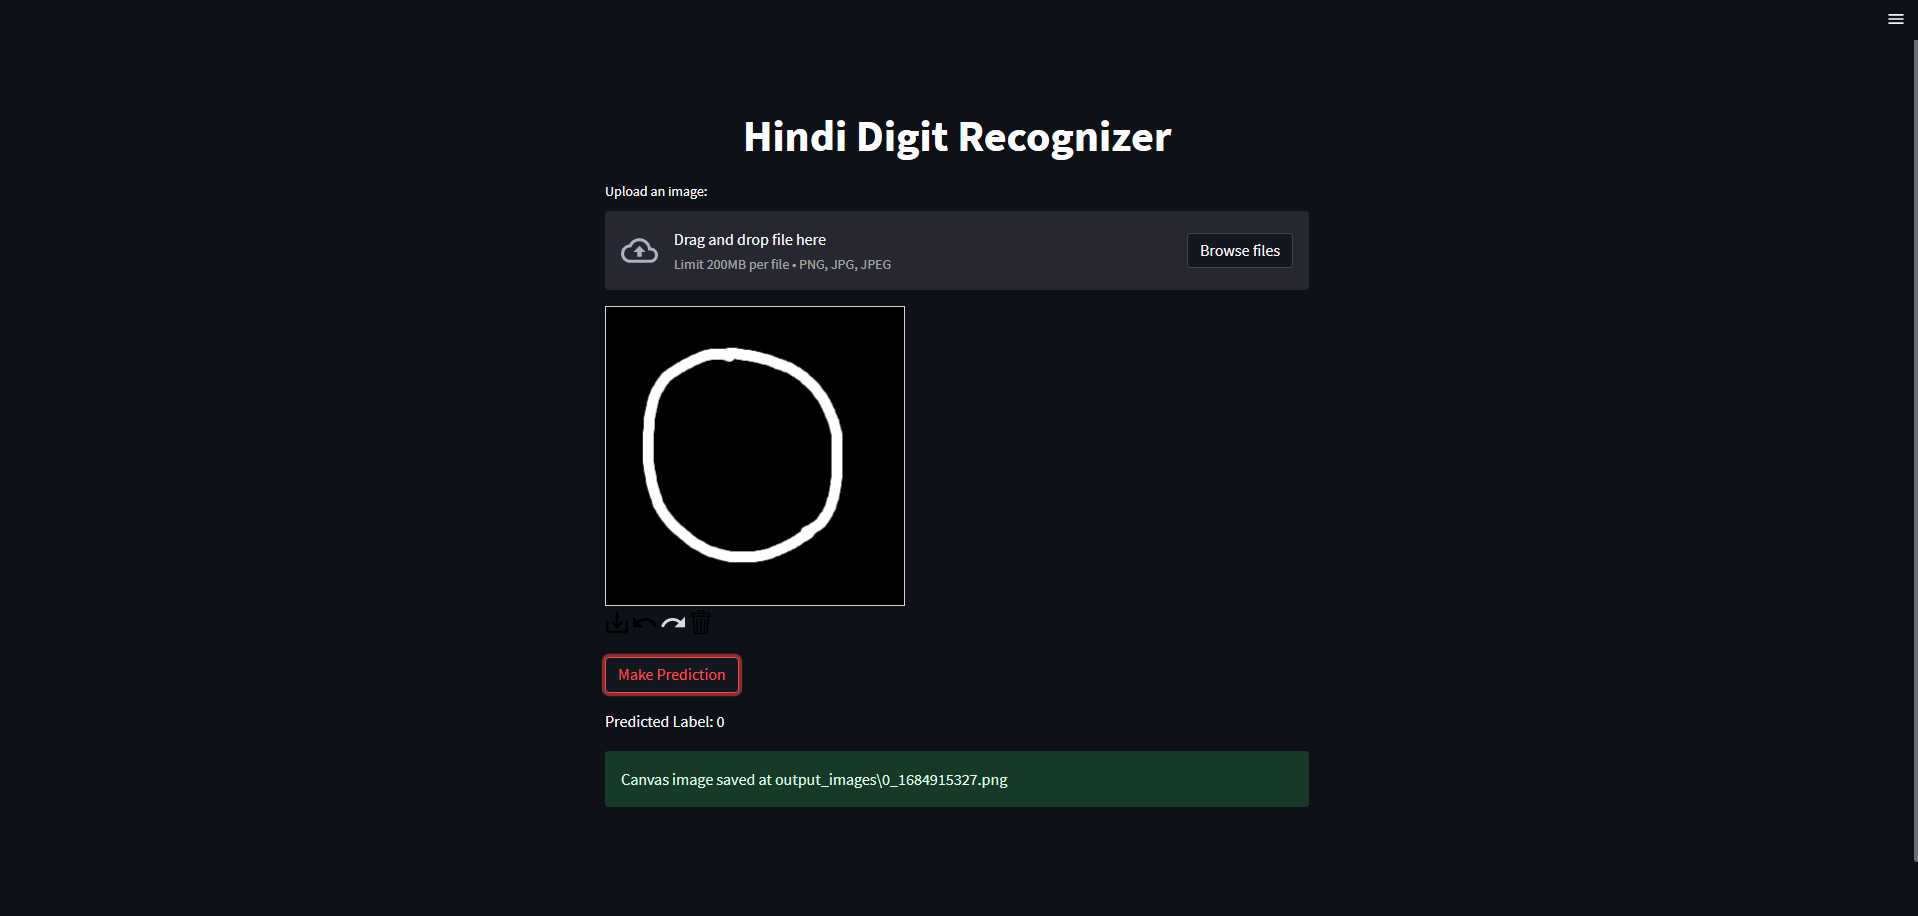 Hindi Digit Recognizer
Upload an image:
Drag and drop file here
Limit 200MB per file • PNG, JPG, JPEG
Browse files
Make Prediction
Predicted Label: 0
Canvas image saved at output_images\0_1684915327.png